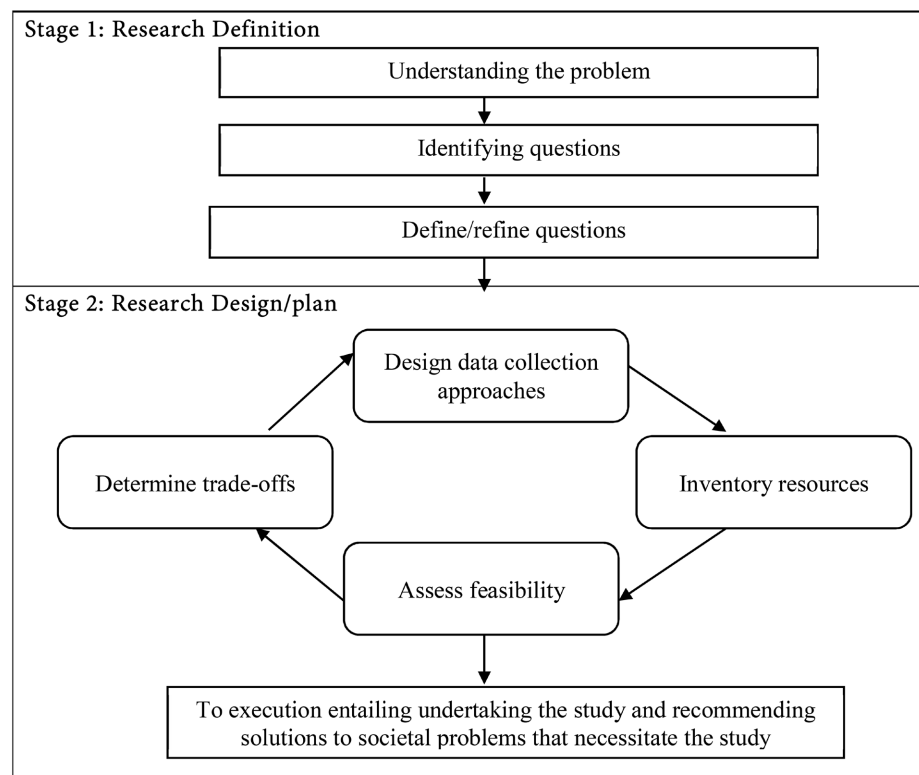 Stage 1: Research Definition
Understanding the problem
Identifying questions
Define/refine questions
Stage 2: Research Design/plan
Design data collection
approaches
Determine trade-offs
Inventory resources
Assess feasibility
To execution entailing undertaking the study and recommending
solutions to societal problems that necessitate the study